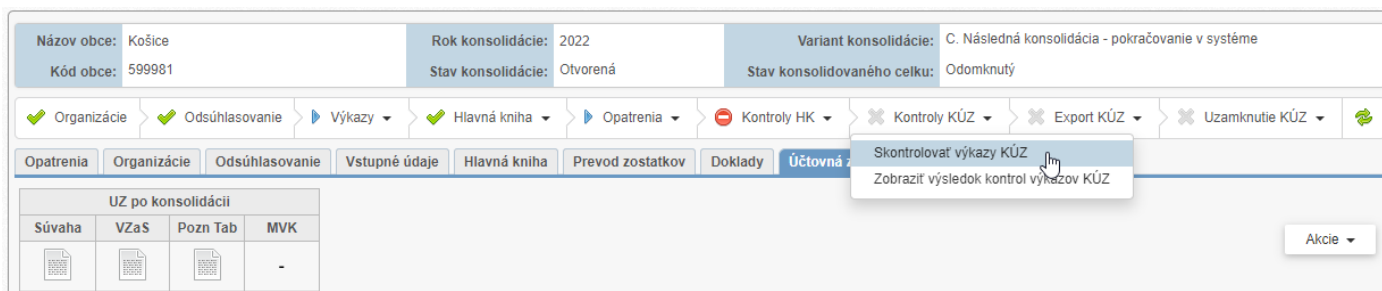 Názov obce: Košice Rok konsolidácie: 2022 Variant konsolidácie: C. Následná konsolidácia - pokračovanie v systéme
Kód obce: 599981 Stav konsolidácie: Otvorená Stav konsolidovaného celku: Odomknutý
Organizácie Odsúhlasovanie Výkazy Hlavná kniha Opatrenia Kontroly HK Kontroly KÚZ Export KÚZ Uzamknutie KÚZ
Opatrenia Organizácie Odsúhlasovanie Vstupné údaje Hlavná kniha Prevod zostatkov Doklady Účtovná
Skontrolovať výkazy KÚZ
Zobraziť výsledok kontrol výkazov KÚZ
UZ po konsolidácii
Súvaha VZaS Pozn Tab MVK
-
Akcie